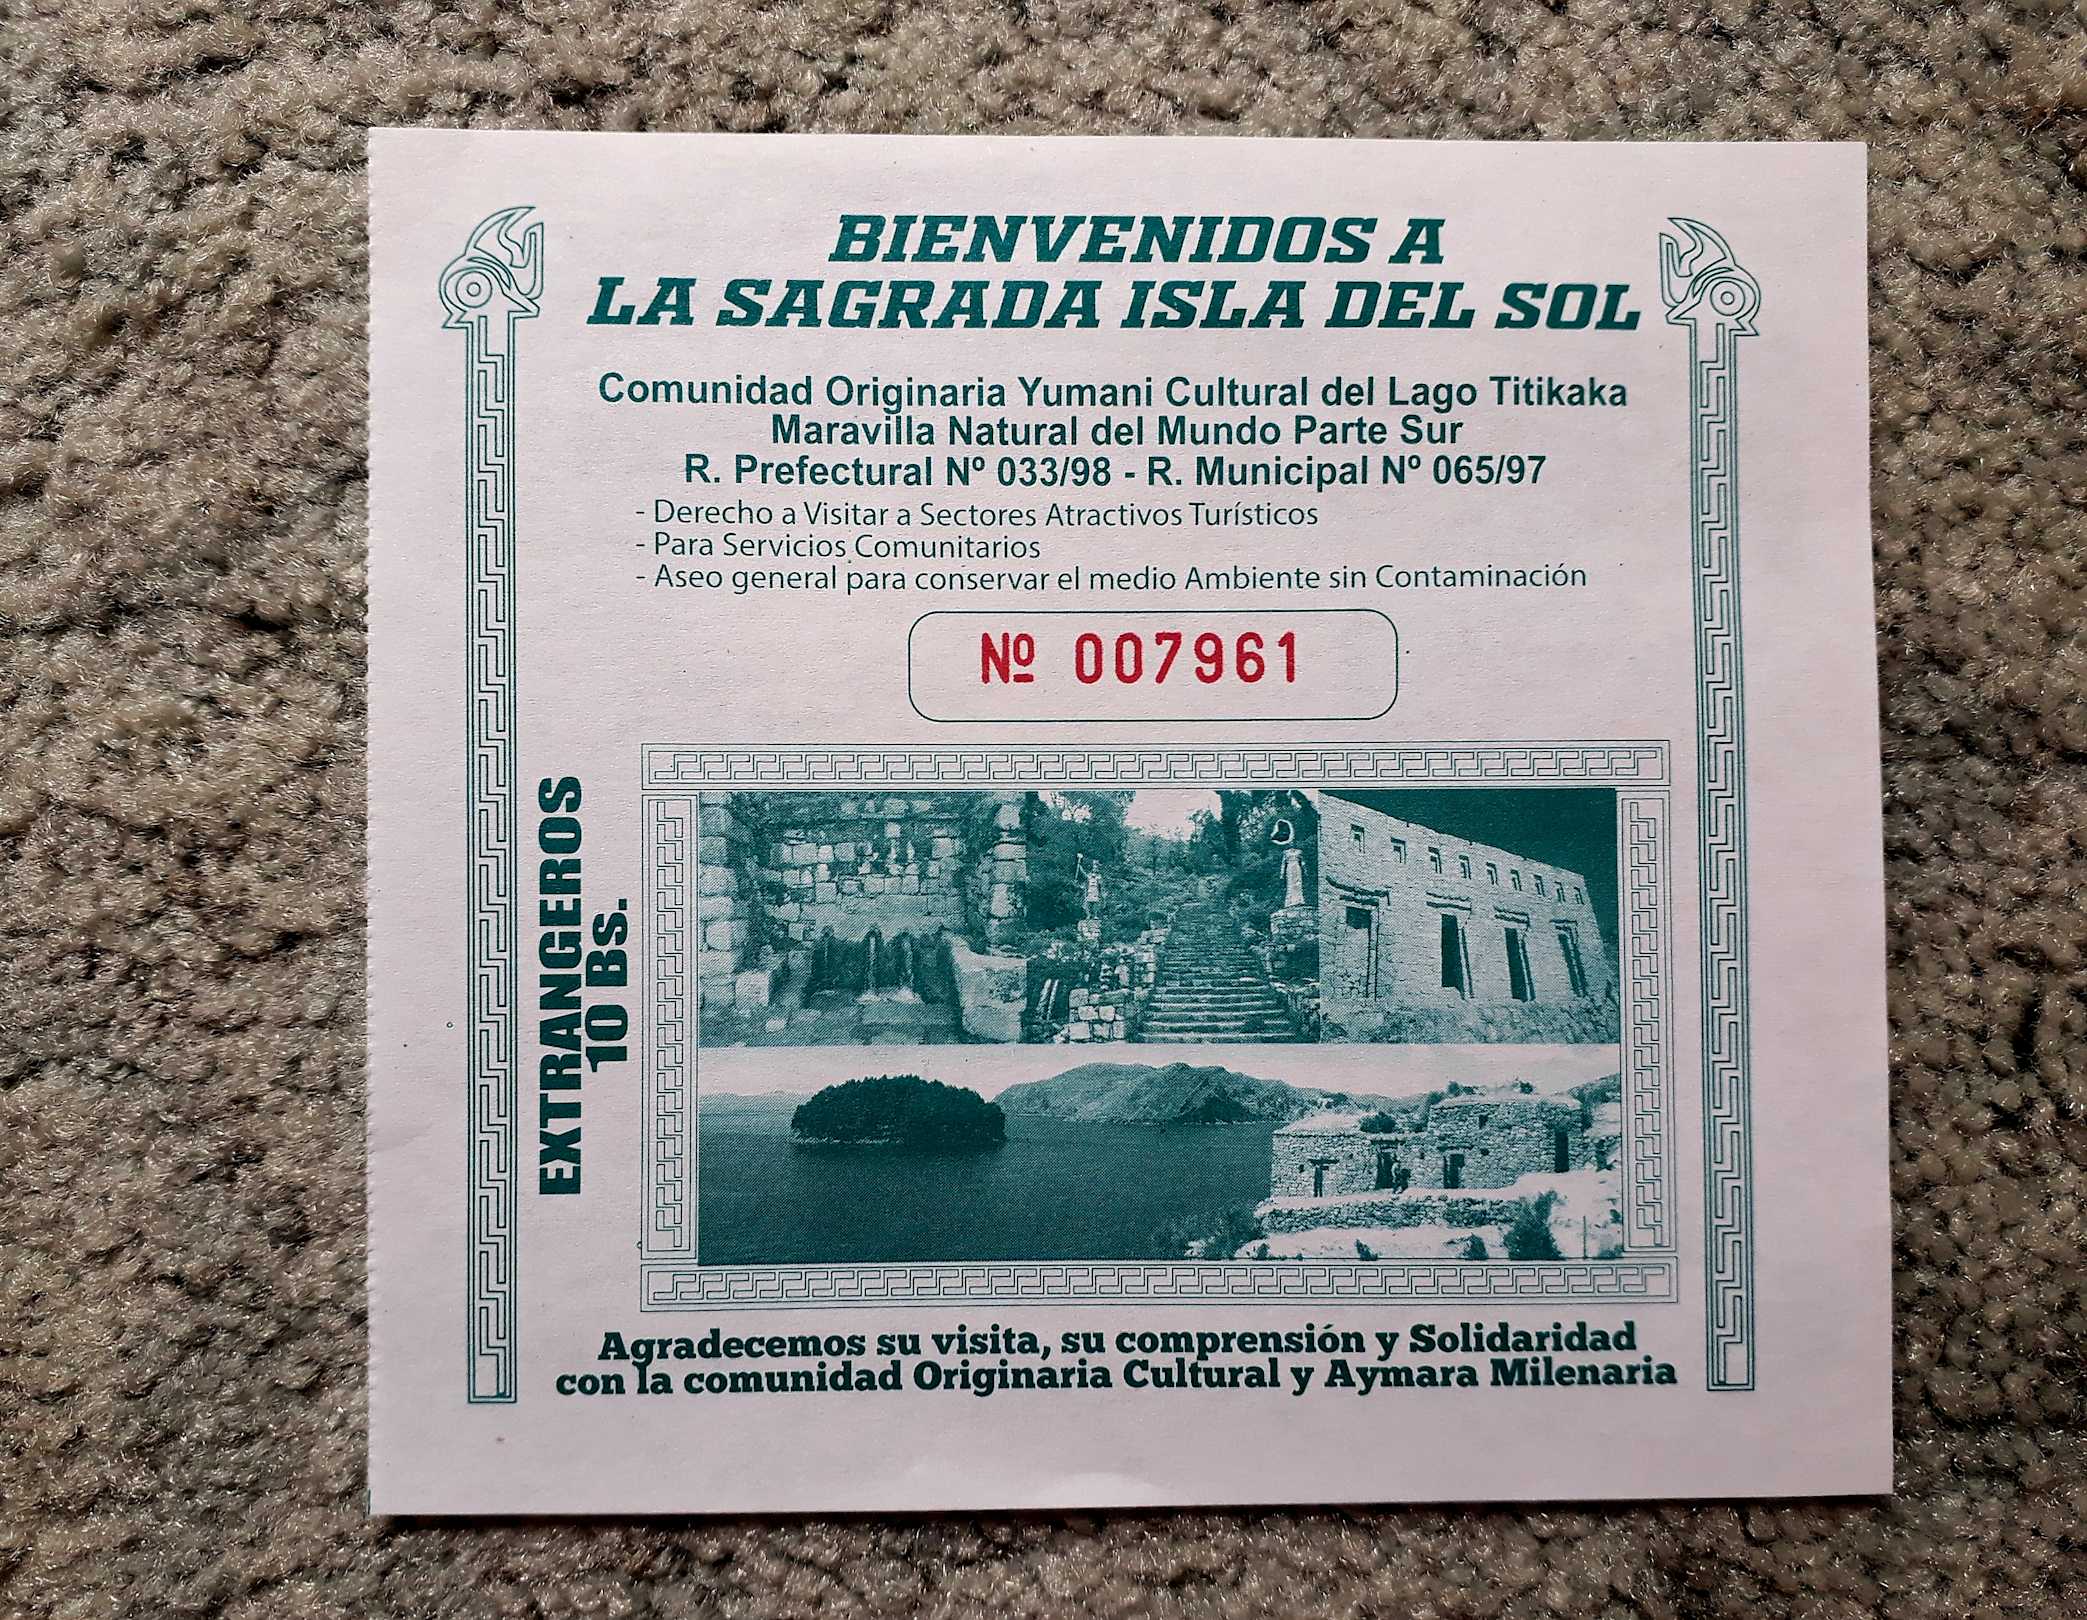 BIENVENIDOS A
LA SAGRADA ISLA DEL SOL
Comunidad Originaria Yumani Cultural del Lago Titikaka
Maravilla Natural del Mundo Parte Sur
R. Prefectural Nº 033/98 - R. Municipal Nº 065/97
- Derecho a Visitar a Sectores Atractivos Turísticos
- Para Servicios Comunitarios
- Aseo general para conservar el medio Ambiente sin Contaminación
Nº 007961
EXTRANGEROS
10 Bs.
Agradecemos su visita, su comprensión y Solidaridad
con la comunidad Originaria Cultural y Aymara Milenaria